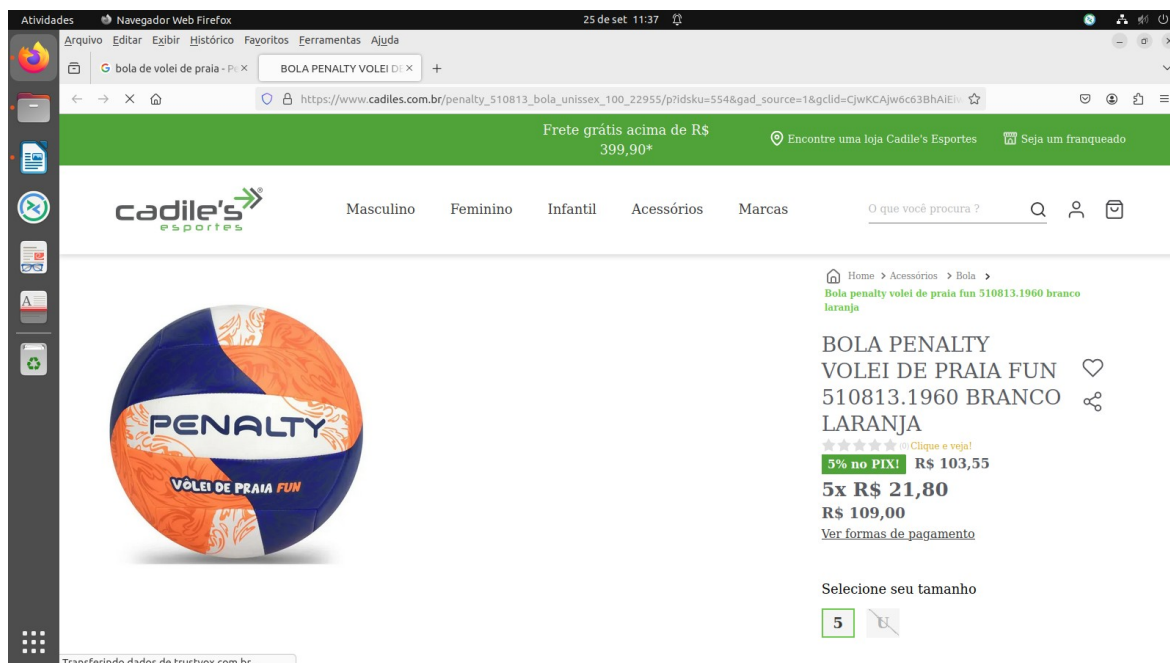 Atividades Navegador Web Firefox 25 de set 11:37
Arquivo Editar Exibir Histórico Favoritos Ferramentas Ajuda
G bola de volei de praia - Pe × BOLA PENALTY VOLEI DE × +
https://www.cadiles.com.br/penalty_510813_bola_unissex_100_22955/p?idsku=554&gad_source=1&gclid=CjwKCAjw6c63BhAiEiw
Frete grátis acima de R$
399,90*
Encontre uma loja Cadile's Esportes Seja um franqueado
cadile's
esportes
Masculino Feminino Infantil Acessórios Marcas O que você procura ?
Home > Acessórios > Bola >
Bola penalty volei de praia fun 510813.1960 branco
laranja
BOLA PENALTY
VOLEI DE PRAIA FUN
510813.1960 BRANCO
LARANJA
(0) Clique e veja!
5% no PIX! R$ 103,55
5x R$ 21,80
R$ 109,00
Ver formas de pagamento
Selecione seu tamanho
5 U
PENALTY
VÔLEI DE PRAIA FUN
Transferindo dados de trustvox.com.br